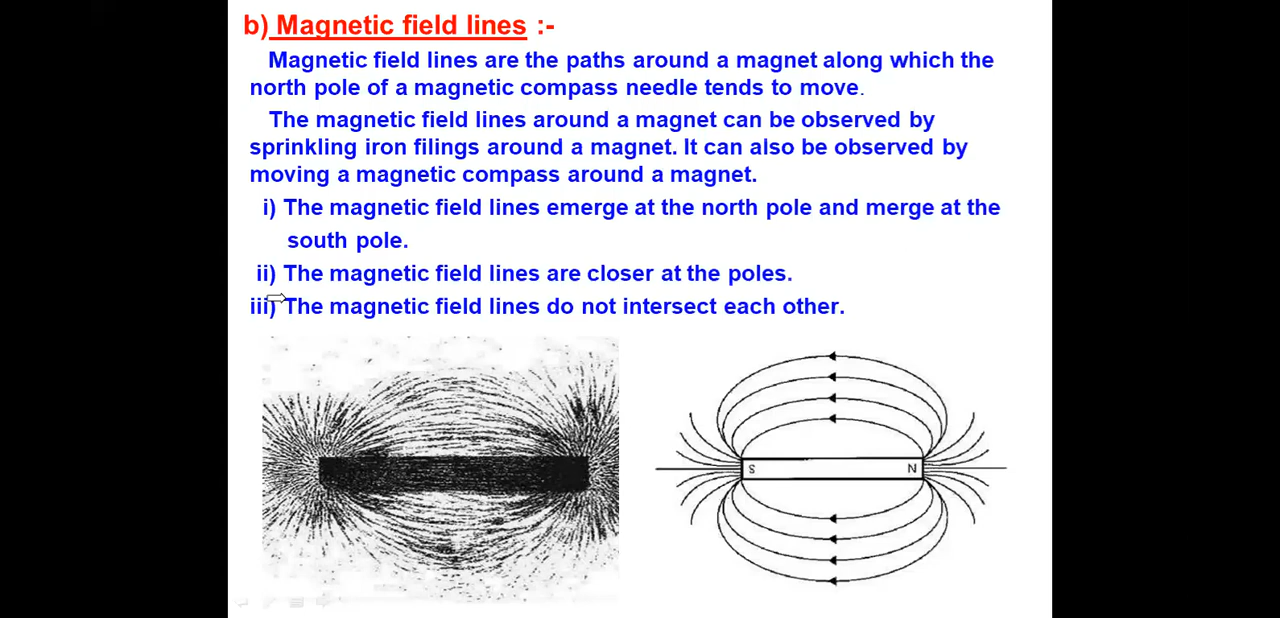 b) Magnetic field lines :-
Magnetic field lines are the paths around a magnet along which the
north pole of a magnetic compass needle tends to move.
The magnetic field lines around a magnet can be observed by
sprinkling iron filings around a magnet. It can also be observed by
moving a magnetic compass around a magnet.
i) The magnetic field lines emerge at the north pole and merge at the
south pole.
ii) The magnetic field lines are closer at the poles.
iii) The magnetic field lines do not intersect each other.
S N